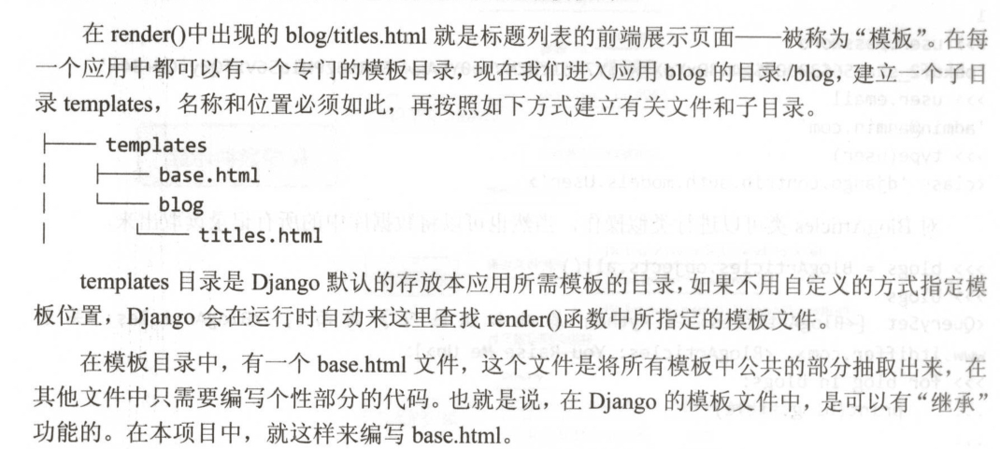 在 render()中出现的 blog/titles.html 就是标题列表的前端展示页面——被称为“模板”。在每
一个应用中都可以有一个专门的模板目录，现在我们进入应用 blog 的目录./blog，建立一个子目
录 templates，名称和位置必须如此，再按照如下方式建立有关文件和子目录。
├── templates
│   ├── base.html
│   └── blog
│       └── titles.html
templates 目录是 Django 默认的存放本应用所需模板的目录，如果不用自定义的方式指定模
板位置，Django 会在运行时自动来这里查找 render()函数中所指定的模板文件。
在模板目录中，有一个 base.html 文件，这个文件是将所有模板中公共的部分抽取出来，在
其他文件中只需要编写个性部分的代码。也就是说，在 Django 的模板文件中，是可以有“继承”
功能的。在本项目中，就这样来编写 base.html。